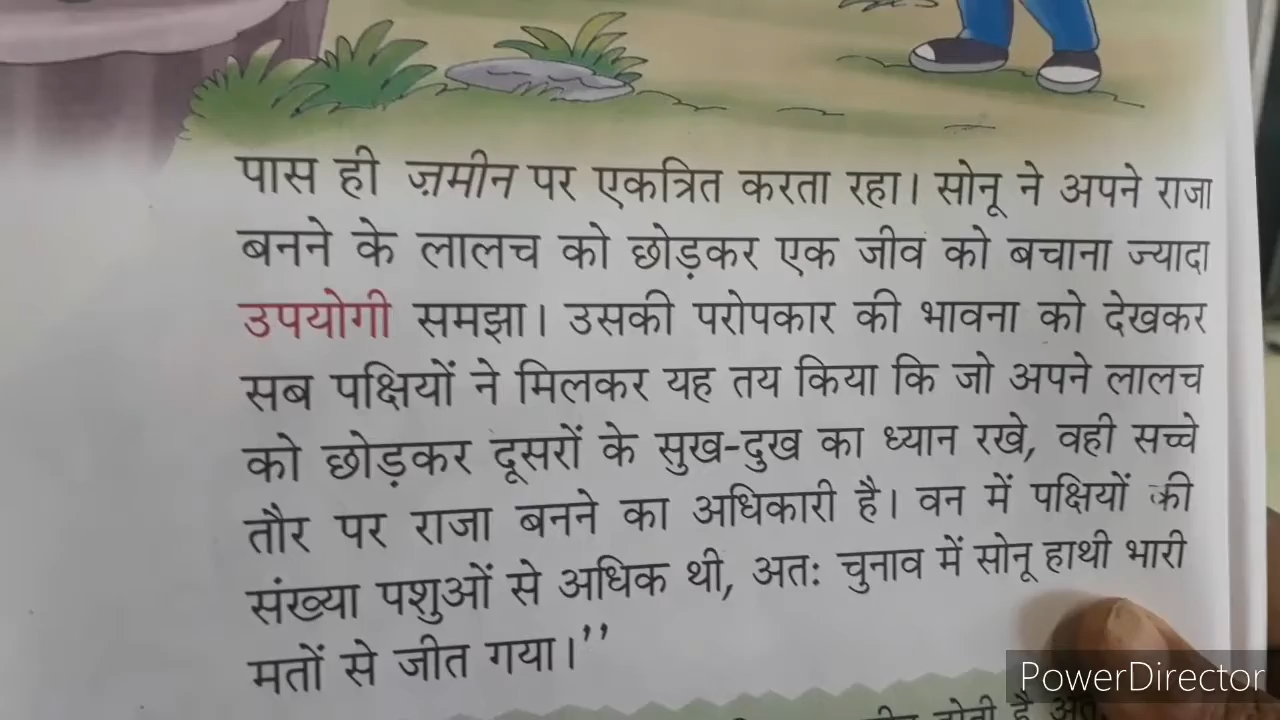 पास ही ज़मीन पर एकत्रित करता रहा। सोनू ने अपने राजा
बनने के लालच को छोड़कर एक जीव को बचाना ज्यादा
उपयोगी समझा। उसकी परोपकार की भावना को देखकर
सब पक्षियों ने मिलकर यह तय किया कि जो अपने लालच
को छोड़कर दूसरों के सुख-दुख का ध्यान रखे, वही सच्चे
तौर पर राजा बनने का अधिकारी है। वन में पक्षियों की
संख्या पशुओं से अधिक थी, अतः चुनाव में सोनू हाथी भारी
मतों से जीत गया।’’
PowerDirector